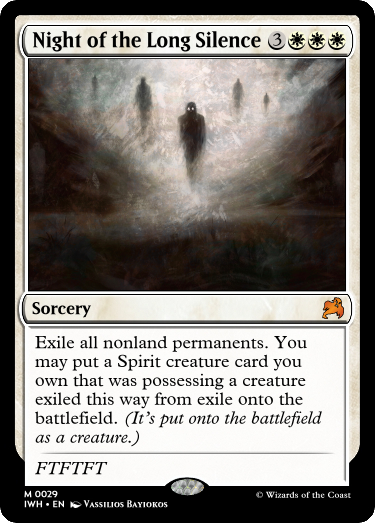 Night of the Long Silence 3
Sorcery
Exile all nonland permanents. You
may put a Spirit creature card you
own that was possessing a creature
exiled this way from exile onto the
battlefield. (It's put onto the battlefield
as a creature.)
FTFTFT
M 0029
IWH • EN VASSILIOS BAYIOKOS © Wizards of the Coast